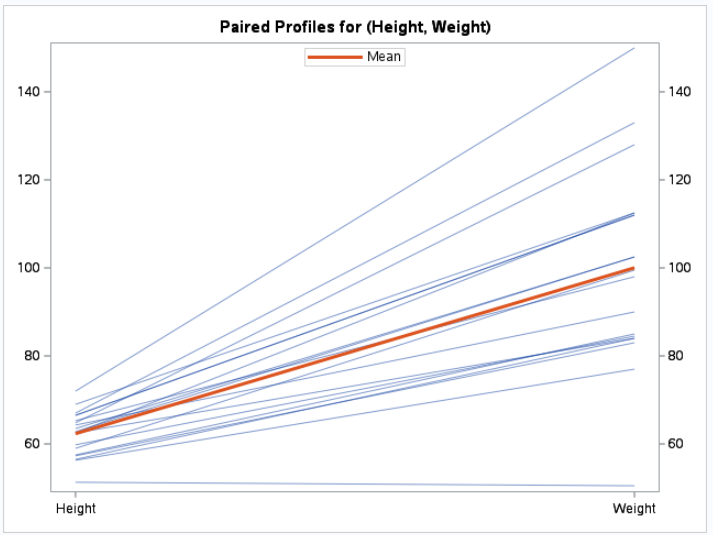 Paired Profiles for (Height, Weight)
Mean
140 140
120 120
100 100
80 80
60 60
Height Weight